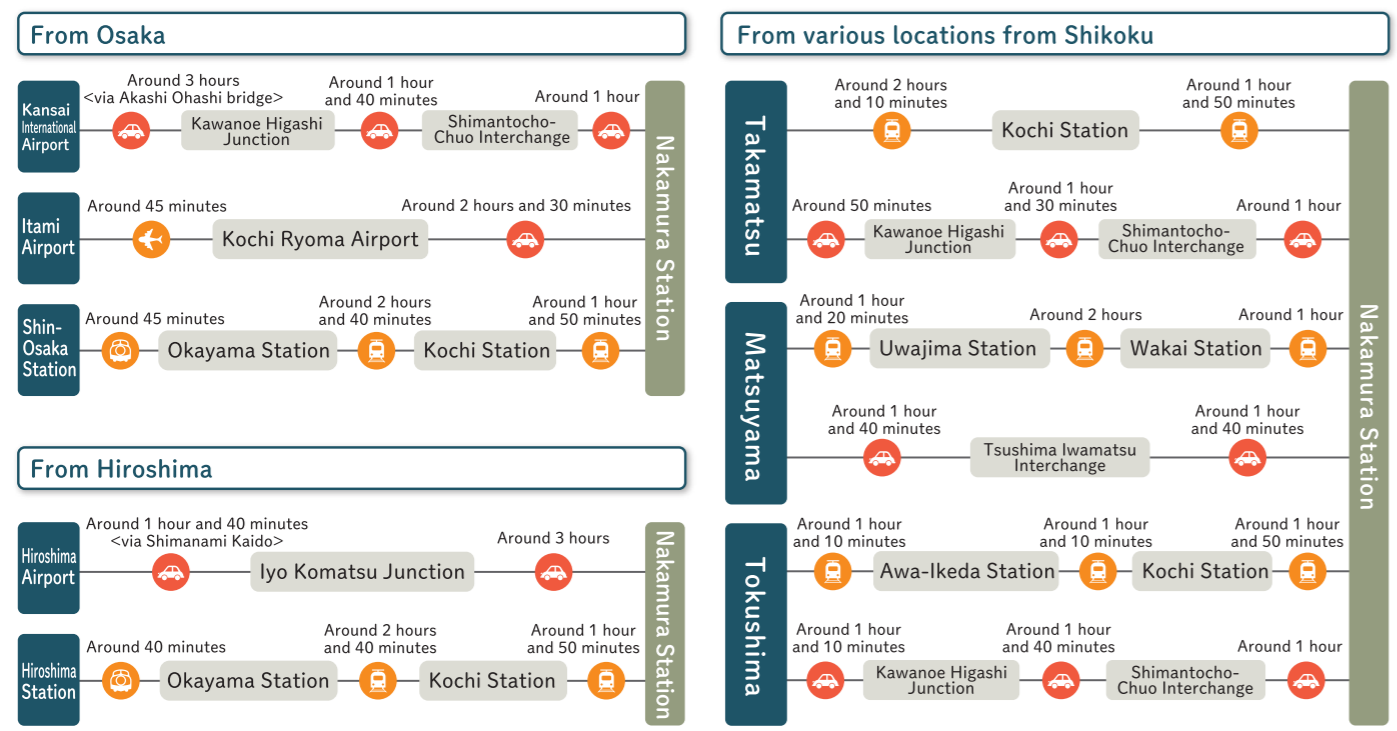 From Osaka
Kansai
International
Airport
Around 3 hours
<via Akashi Ohashi bridge>
Kawanoe Higashi
Junction
Around 1 hour
and 40 minutes
Shimantocho-
Chuo Interchange
Around 1 hour
Itami
Airport
Around 45 minutes
Kochi Ryoma Airport
Around 2 hours and 30 minutes
Shin-
Osaka
Station
Around 45 minutes
Okayama Station
Around 2 hours
and 40 minutes
Kochi Station
Around 1 hour
and 50 minutes
Nakamura Station
From Hiroshima
Hiroshima
Airport
Around 1 hour and 40 minutes
<via Shimanami Kaido>
Iyo Komatsu Junction
Around 3 hours
Hiroshima
Station
Around 40 minutes
Okayama Station
Around 2 hours
and 40 minutes
Kochi Station
Around 1 hour
and 50 minutes
Nakamura Station
From various locations from Shikoku
Takamatsu
Around 2 hours
and 10 minutes
Kochi Station
Around 1 hour
and 50 minutes
Around 50 minutes
Kawanoe Higashi
Junction
Around 1 hour
and 30 minutes
Shimantocho-
Chuo Interchange
Around 1 hour
Matsuyama
Around 1 hour
and 20 minutes
Uwajima Station
Around 2 hours
Wakai Station
Around 1 hour
Around 1 hour
and 40 minutes
Tsushima Iwamatsu
Interchange
Around 1 hour
and 40 minutes
Tokushima
Around 1 hour
and 10 minutes
Awa-Ikeda Station
Around 1 hour
and 10 minutes
Kochi Station
Around 1 hour
and 50 minutes
Around 1 hour
and 10 minutes
Kawanoe Higashi
Junction
Around 1 hour
and 40 minutes
Shimantocho-
Chuo Interchange
Around 1 hour
Nakamura Station